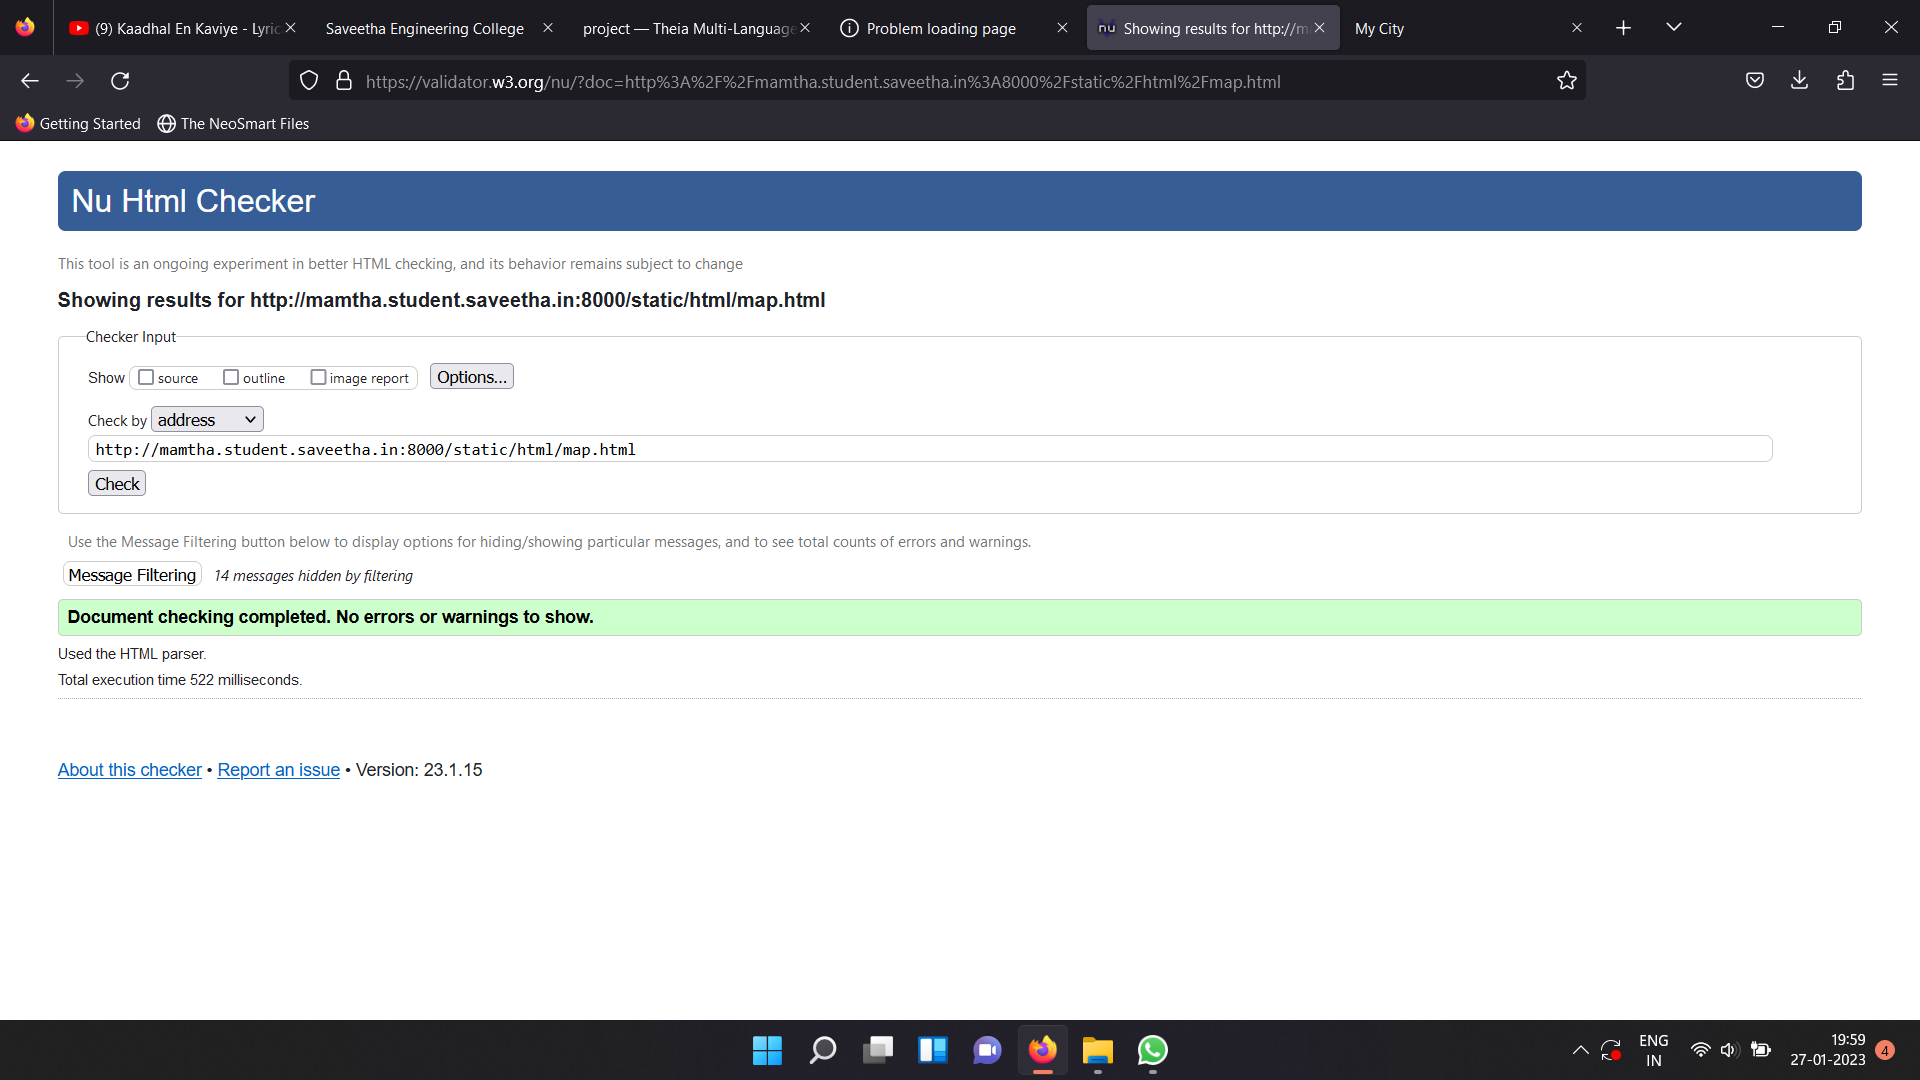 (9) Kaadhal En Kaviye - Lyric
Saveetha Engineering College
project — Theia Multi-Language
Problem loading page
nu Showing results for http://m
My City
https://validator.w3.org/nu/?doc=http%3A%2F%2Fmamtha.student.saveetha.in%3A8000%2Fstatic%2Fhtml%2Fmap.html
Getting Started
The NeoSmart Files
Nu Html Checker
This tool is an ongoing experiment in better HTML checking, and its behavior remains subject to change
Showing results for http://mamtha.student.saveetha.in:8000/static/html/map.html
Checker Input
Show source outline image report Options...
Check by address
http://mamtha.student.saveetha.in:8000/static/html/map.html
Check
Use the Message Filtering button below to display options for hiding/showing particular messages, and to see total counts of errors and warnings.
Message Filtering 14 messages hidden by filtering
Document checking completed. No errors or warnings to show.
Used the HTML parser.
Total execution time 522 milliseconds.
About this checker • Report an issue • Version: 23.1.15
ENG
IN
19:59
27-01-2023
4